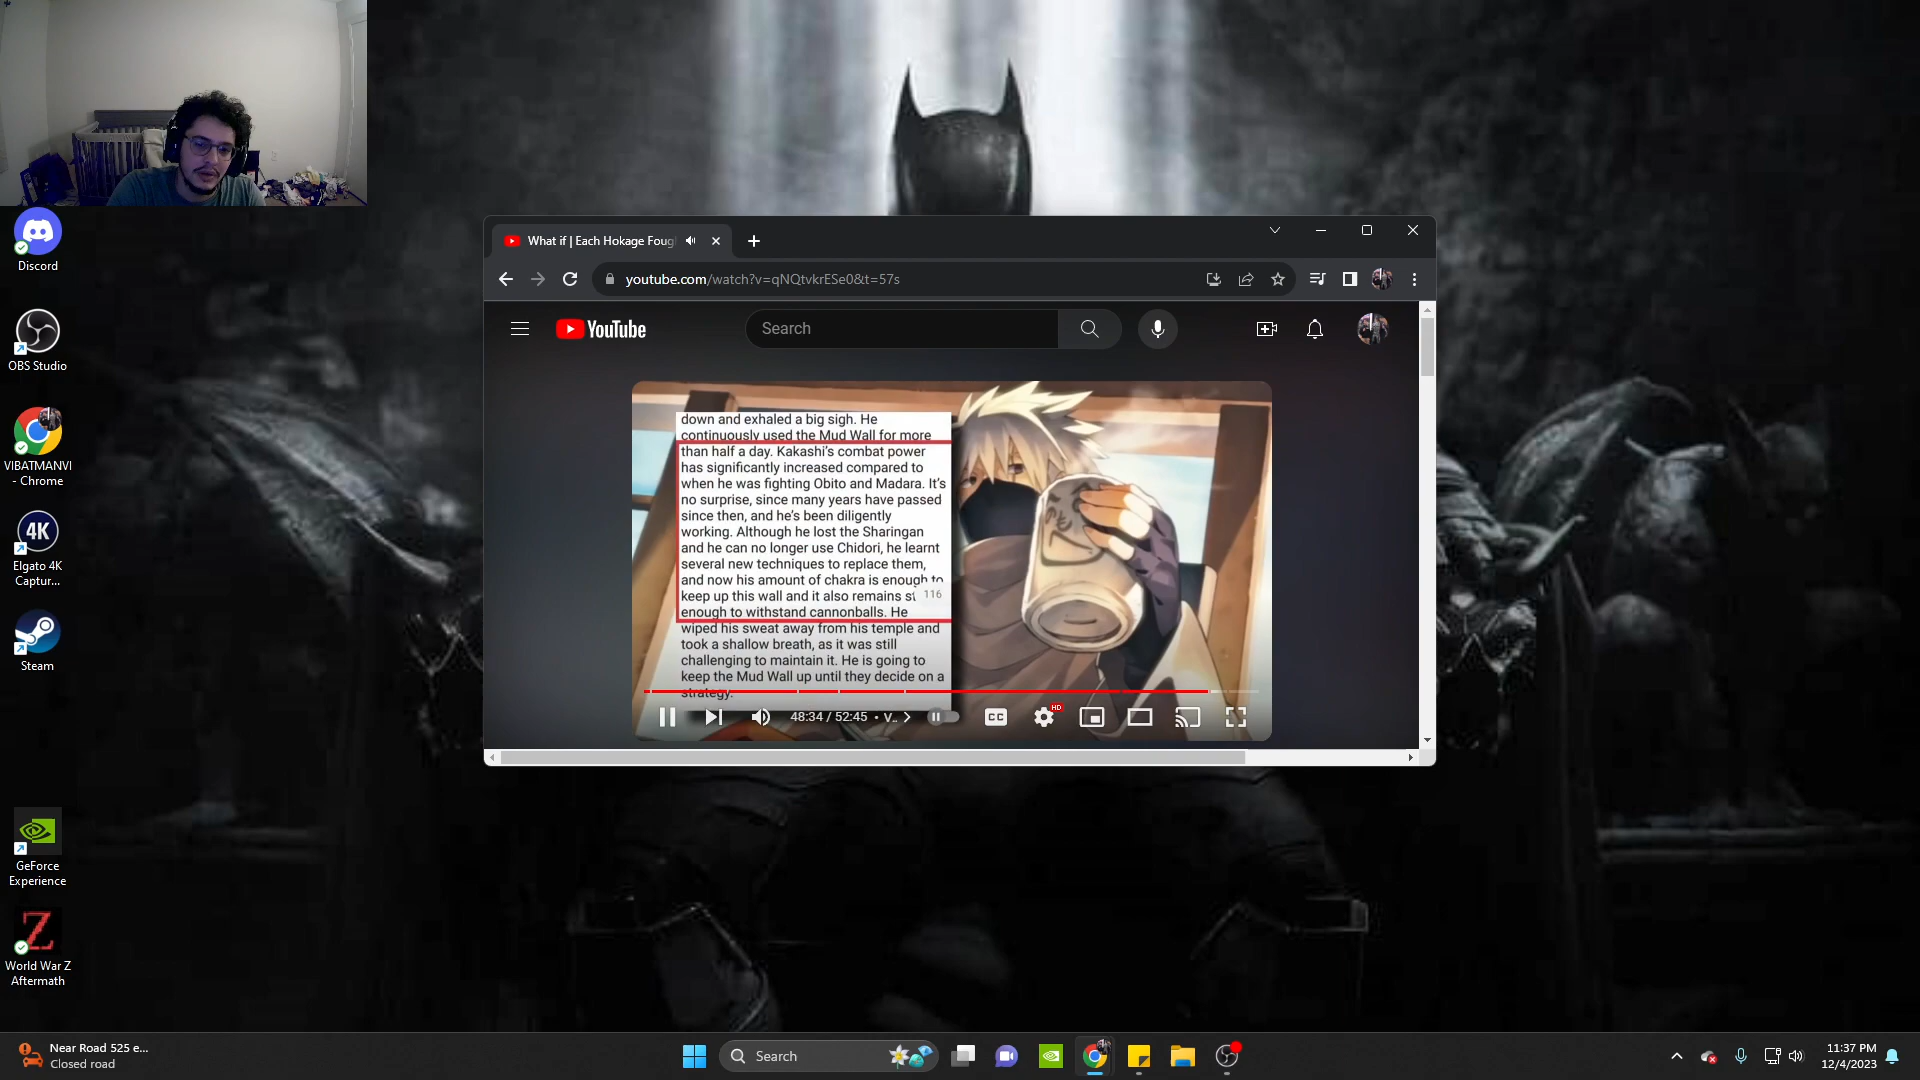 Discord
OBS Studio
VIBATMANVI
- Chrome
4K
Elgato 4K
Captur...
Steam
GeForce
Experience
World War Z
Aftermath
What if | Each Hokage Foug
youtube.com/watch?v=qNQtvkrESe0&t=57s
YouTube
Search
down and exhaled a big sigh. He
continuously used the Mud Wall for more
than half a day. Kakashi's combat power
has significantly increased compared to
when he was fighting Obito and Madara. It's
no surprise, since many years have passed
since then, and he's been diligently
working. Although he lost the Sharingan
and he can no longer use Chidori, he learnt
several new techniques to replace them,
and now his amount of chakra is enough to
keep up this wall and it also remains st
116
enough to withstand cannonballs. He
wiped his sweat away from his temple and
took a shallow breath, as it was still
challenging to maintain it. He is going to
keep the Mud Wall up until they decide on a
strategy.
48:34 / 52:45 • V..
CC
HD
Near Road 525 e...
Closed road
Search
11:37 PM
12/4/2023